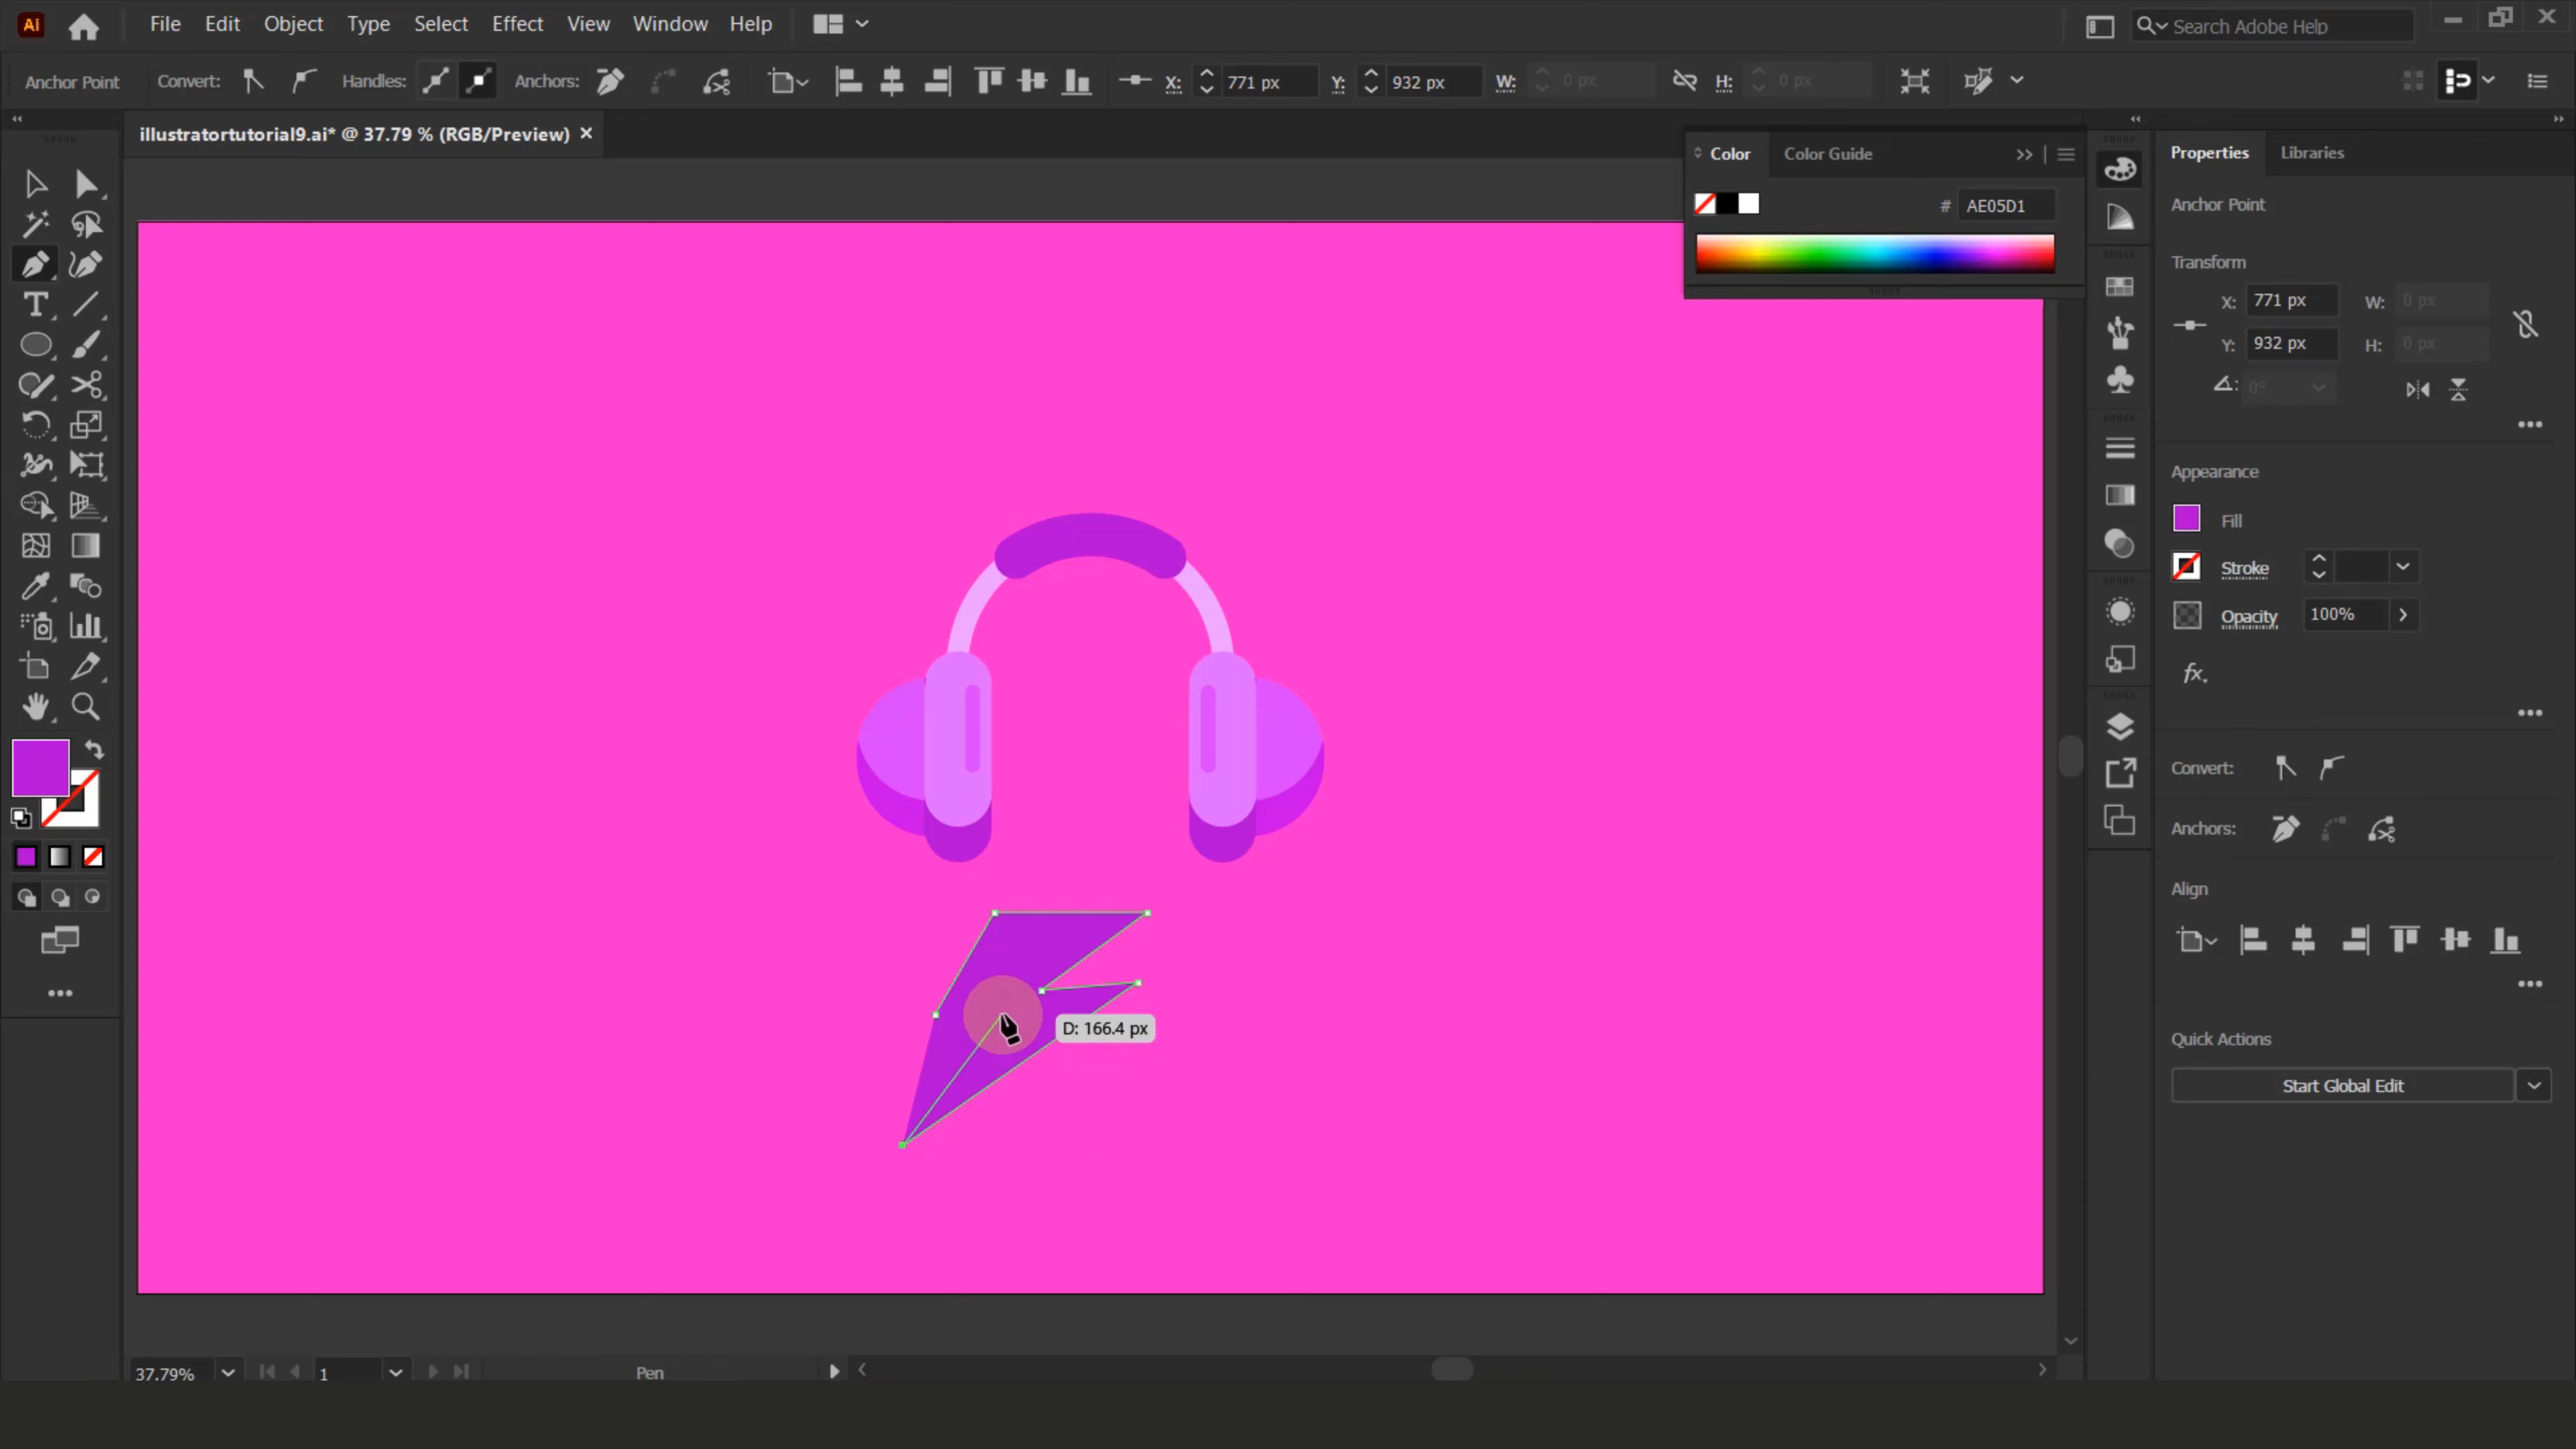 Ai File Edit Object Type Select Effect View Window Help Search Adobe Help
Anchor Point Convert: Handles: Anchors: X: 771 px Y: 932 px W: 0 px H: 0 px
illustratortutorial9.ai* @ 37.79 % (RGB/Preview) ×
Color Color Guide
# AE05D1
Properties Libraries
Anchor Point
Transform
X: 771 px W: 0 px
Y: 932 px H: 0 px
0°
Appearance
Fill
Stroke
Opacity 100%
fx.
Convert:
Anchors:
Align
Quick Actions
Start Global Edit
D: 166.4 px
37.79% 1 Pen